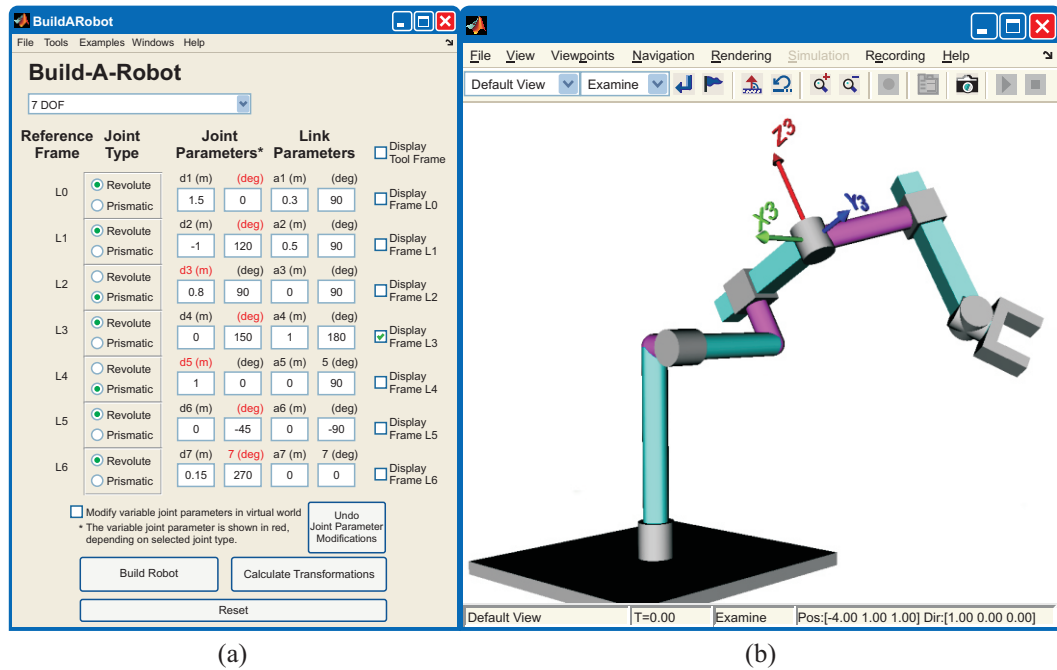 BuildARobot
File Tools Examples Windows Help
Build-A-Robot
7 DOF
Reference Frame Joint Type Joint Parameters* Link Parameters
Display Tool Frame
L0 Revolute Prismatic d1 (m) (deg) a1 (m) (deg)
1.5 0 0.3 90
Display Frame L0
L1 Revolute Prismatic d2 (m) (deg) a2 (m) (deg)
-1 120 0.5 90
Display Frame L1
L2 Revolute Prismatic d3 (m) (deg) a3 (m) (deg)
0.8 90 0 90
Display Frame L2
L3 Revolute Prismatic d4 (m) (deg) a4 (m) (deg)
0 150 1 180
Display Frame L3
L4 Revolute Prismatic d5 (m) (deg) a5 (m) 5 (deg)
1 0 0 90
Display Frame L4
L5 Revolute Prismatic d6 (m) (deg) a6 (m) (deg)
0 -45 0 -90
Display Frame L5
L6 Revolute Prismatic d7 (m) 7 (deg) a7 (m) 7 (deg)
0.15 270 0 0
Display Frame L6
Modify variable joint parameters in virtual world
* The variable joint parameter is shown in red,
depending on selected joint type.
Undo
Joint Parameter
Modifications
Build Robot
Calculate Transformations
Reset
(a)
File View Viewpoints Navigation Rendering Simulation Recording Help
Default View Examine
Z3
X3
Y3
Default View T=0.00 Examine Pos:[-4.00 1.00 1.00] Dir:[1.00 0.00 0.00]
(b)